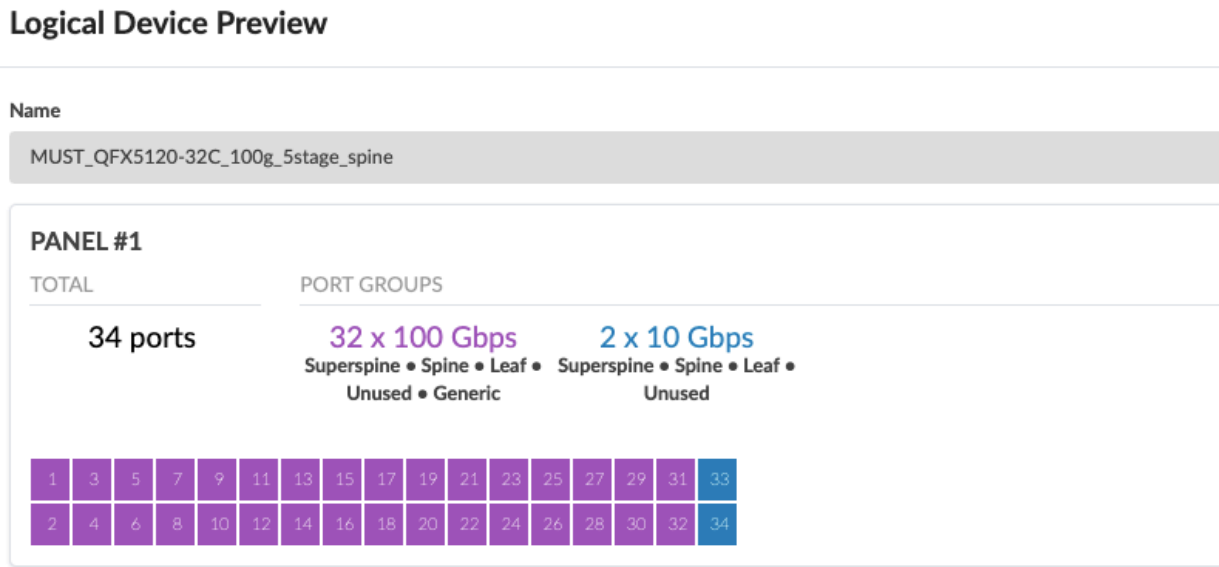 Logical Device Preview
Name
MUST_QFX5120-32C_100g_5stage_spine
PANEL #1
TOTAL
PORT GROUPS
34 ports
32 x 100 Gbps
Superspine • Spine • Leaf •
Unused • Generic
2 x 10 Gbps
Superspine • Spine • Leaf •
Unused
1 3 5 7 9 11 13 15 17 19 21 23 25 27 29 31 33
2 4 6 8 10 12 14 16 18 20 22 24 26 28 30 32 34